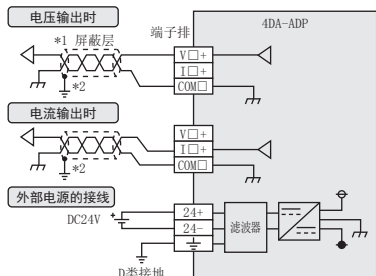 电压输出时
端子排
4DA-ADP
*1 屏蔽层
V□+
I□+
COM□
*2
电流输出时
V□+
I□+
COM□
*2
外部电源的接线
DC24V
24+
24-
滤波器
D类接地